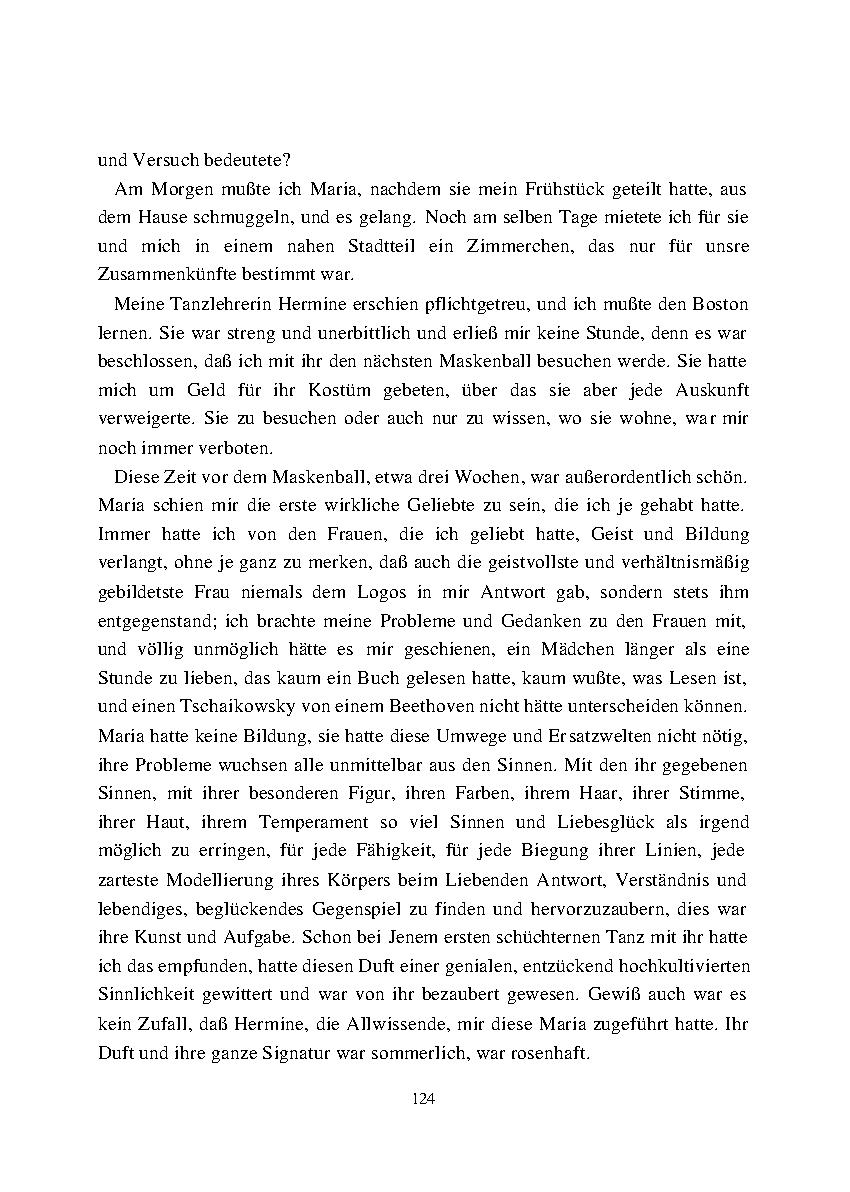 und Versuch bedeutete?
Am Morgen mußte ich Maria, nachdem sie mein Frühstück geteilt hatte, aus
dem Hause schmuggeln, und es gelang. Noch am selben Tage mietete ich für sie
und mich in einem nahen Stadtteil ein Zimmerchen, das nur für unsre
Zusammenkünfte bestimmt war.
Meine Tanzlehrerin Hermine erschien pflichtgetreu, und ich mußte den Boston
lernen. Sie war streng und unerbittlich und erließ mir keine Stunde, denn es war
beschlossen, daß ich mit ihr den nächsten Maskenball besuchen werde. Sie hatte
mich um Geld für ihr Kostüm gebeten, über das sie aber jede Auskunft
verweigerte. Sie zu besuchen oder auch nur zu wissen, wo sie wohne, war mir
noch immer verboten.
Diese Zeit vor dem Maskenball, etwa drei Wochen, war außerordentlich schön.
Maria schien mir die erste wirkliche Geliebte zu sein, die ich je gehabt hatte.
Immer hatte ich von den Frauen, die ich geliebt hatte, Geist und Bildung
verlangt, ohne je ganz zu merken, daß auch die geistvollste und verhältnismäßig
gebildetste Frau niemals dem Logos in mir Antwort gab, sondern stets ihm
entgegenstand; ich brachte meine Probleme und Gedanken zu den Frauen mit,
und völlig unmöglich hätte es mir geschienen, ein Mädchen länger als eine
Stunde zu lieben, das kaum ein Buch gelesen hatte, kaum wußte, was Lesen ist,
und einen Tschaikowsky von einem Beethoven nicht hätte unterscheiden können.
Maria hatte keine Bildung, sie hatte diese Umwege und Ersatzwelten nicht nötig,
ihre Probleme wuchsen alle unmittelbar aus den Sinnen. Mit den ihr gegebenen
Sinnen, mit ihrer besonderen Figur, ihren Farben, ihrem Haar, ihrer Stimme,
ihrer Haut, ihrem Temperament so viel Sinnen und Liebesglück als irgend
möglich zu erringen, für jede Fähigkeit, für jede Biegung ihrer Linien, jede
zarteste Modellierung ihres Körpers beim Liebenden Antwort, Verständnis und
lebendiges, beglückendes Gegenspiel zu finden und hervorzuzaubern, dies war
ihre Kunst und Aufgabe. Schon bei Jenem ersten schüchternen Tanz mit ihr hatte
ich das empfunden, hatte diesen Duft einer genialen, entzückend hochkultivierten
Sinnlichkeit gewittert und war von ihr bezaubert gewesen. Gewiß auch war es
kein Zufall, daß Hermine, die Allwissende, mir diese Maria zugeführt hatte. Ihr
Duft und ihre ganze Signatur war sommerlich, war rosenhaft.
124